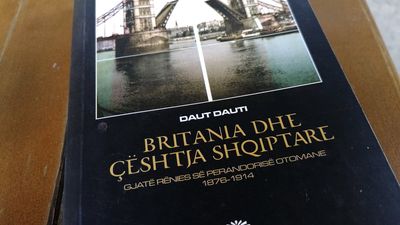 DAUT DAUTI
BRITANIA DHE
ÇËSHTJA SHQIPTARE
GJATË RËNIES SË PERANDORISË OTOMANE
1876-1914